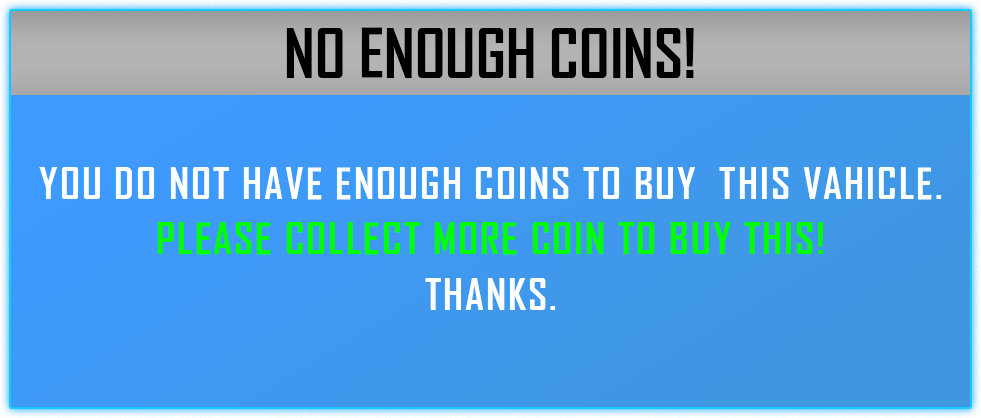 NO ENOUGH COINS!
YOU DO NOT HAVE ENOUGH COINS TO BUY  THIS VAHICLE.
PLEASE COLLECT MORE COIN TO BUY THIS!
THANKS.